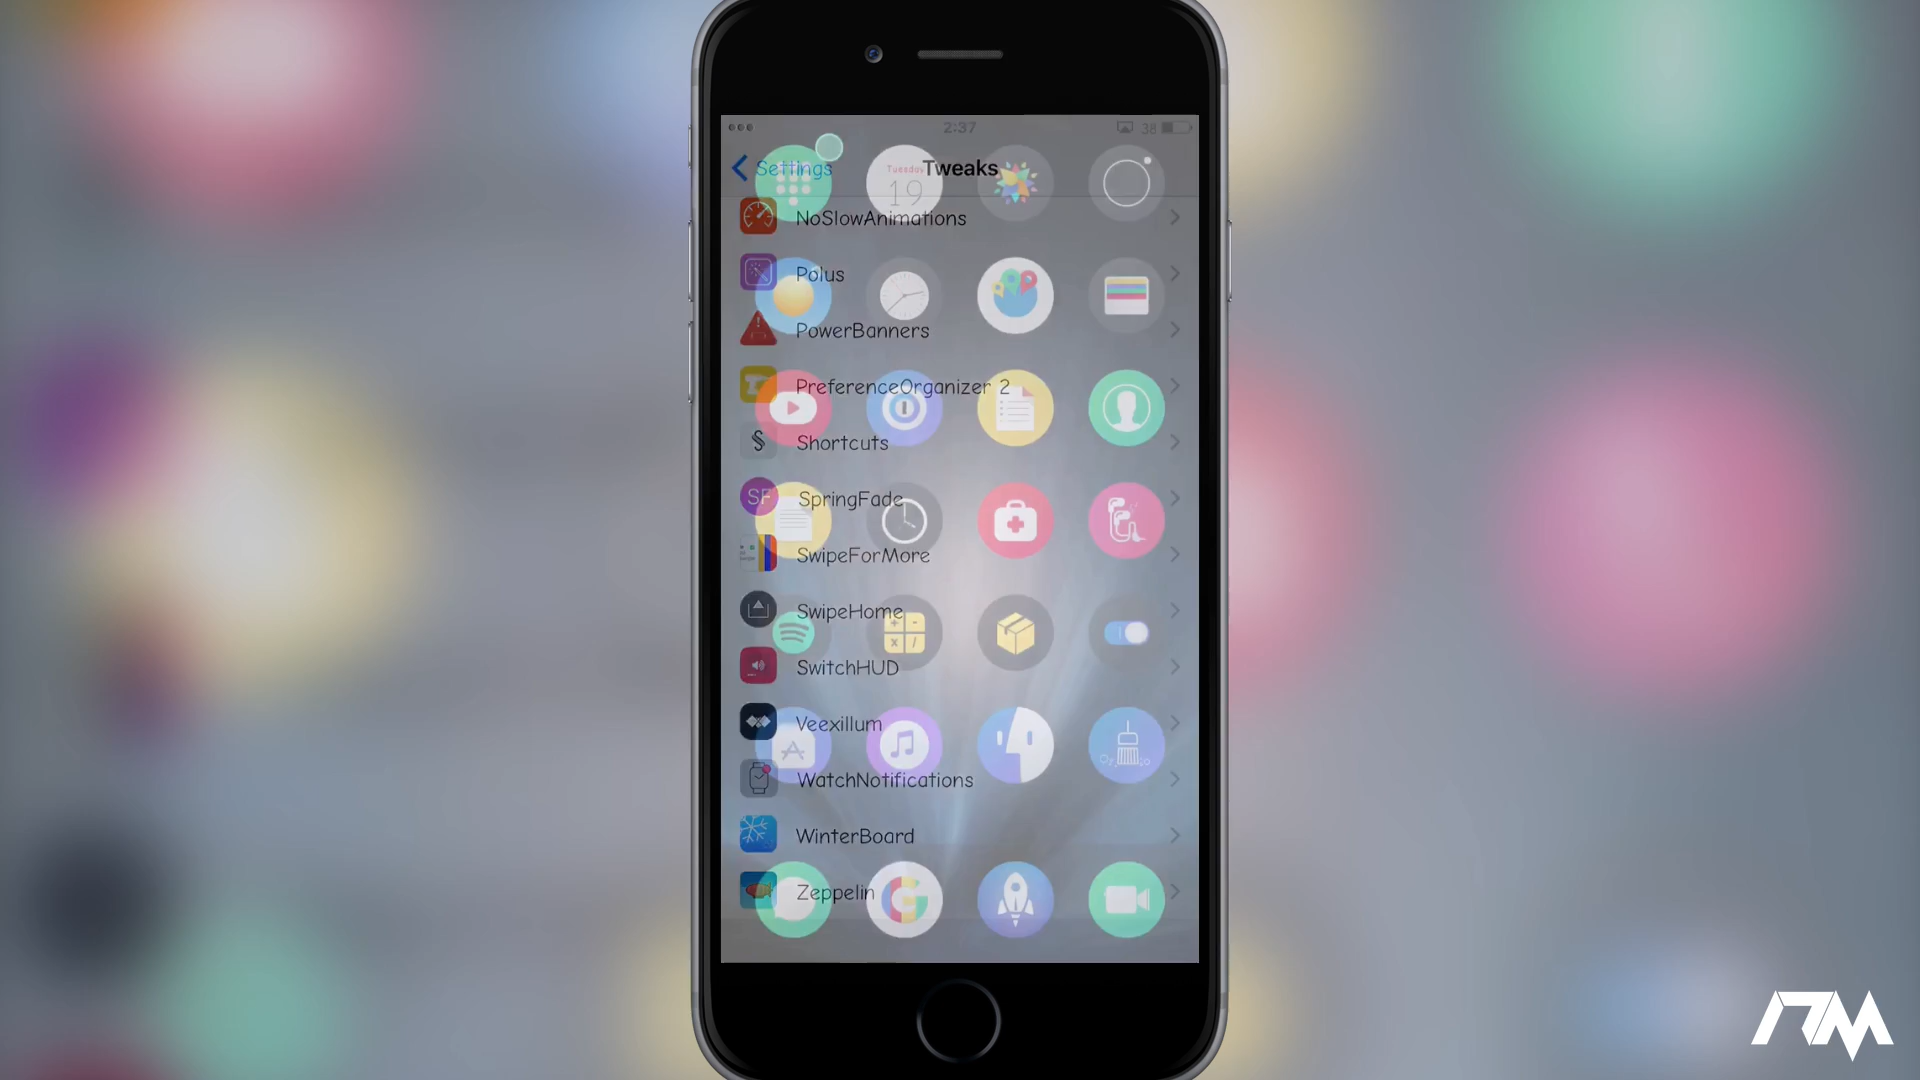 2:37
38
Settings
Tweaks
Tuesday
19
NoSlowAnimations
Polus
PowerBanners
PreferenceOrganizer 2
Shortcuts
SF
SpringFade
SwipeForMore
SwipeHome
SwitchHUD
Veexillum
WatchNotifications
WinterBoard
Zeppelin
G